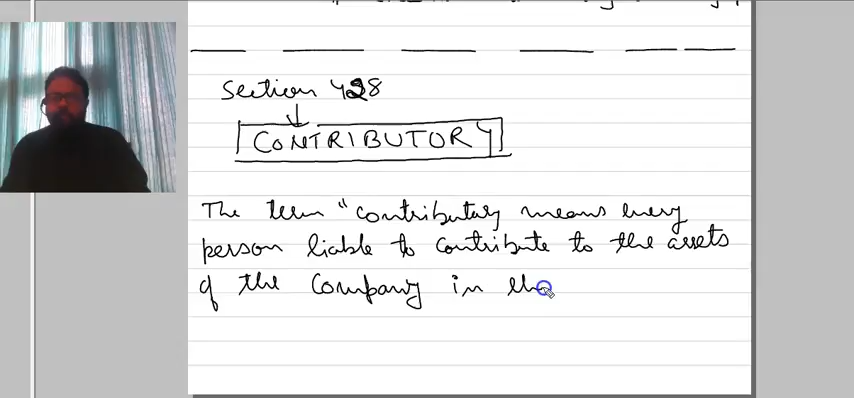 Section 428
CONTRIBUTORY
The term "contributory means every
person liable to contribute to the assets
of the Company in the